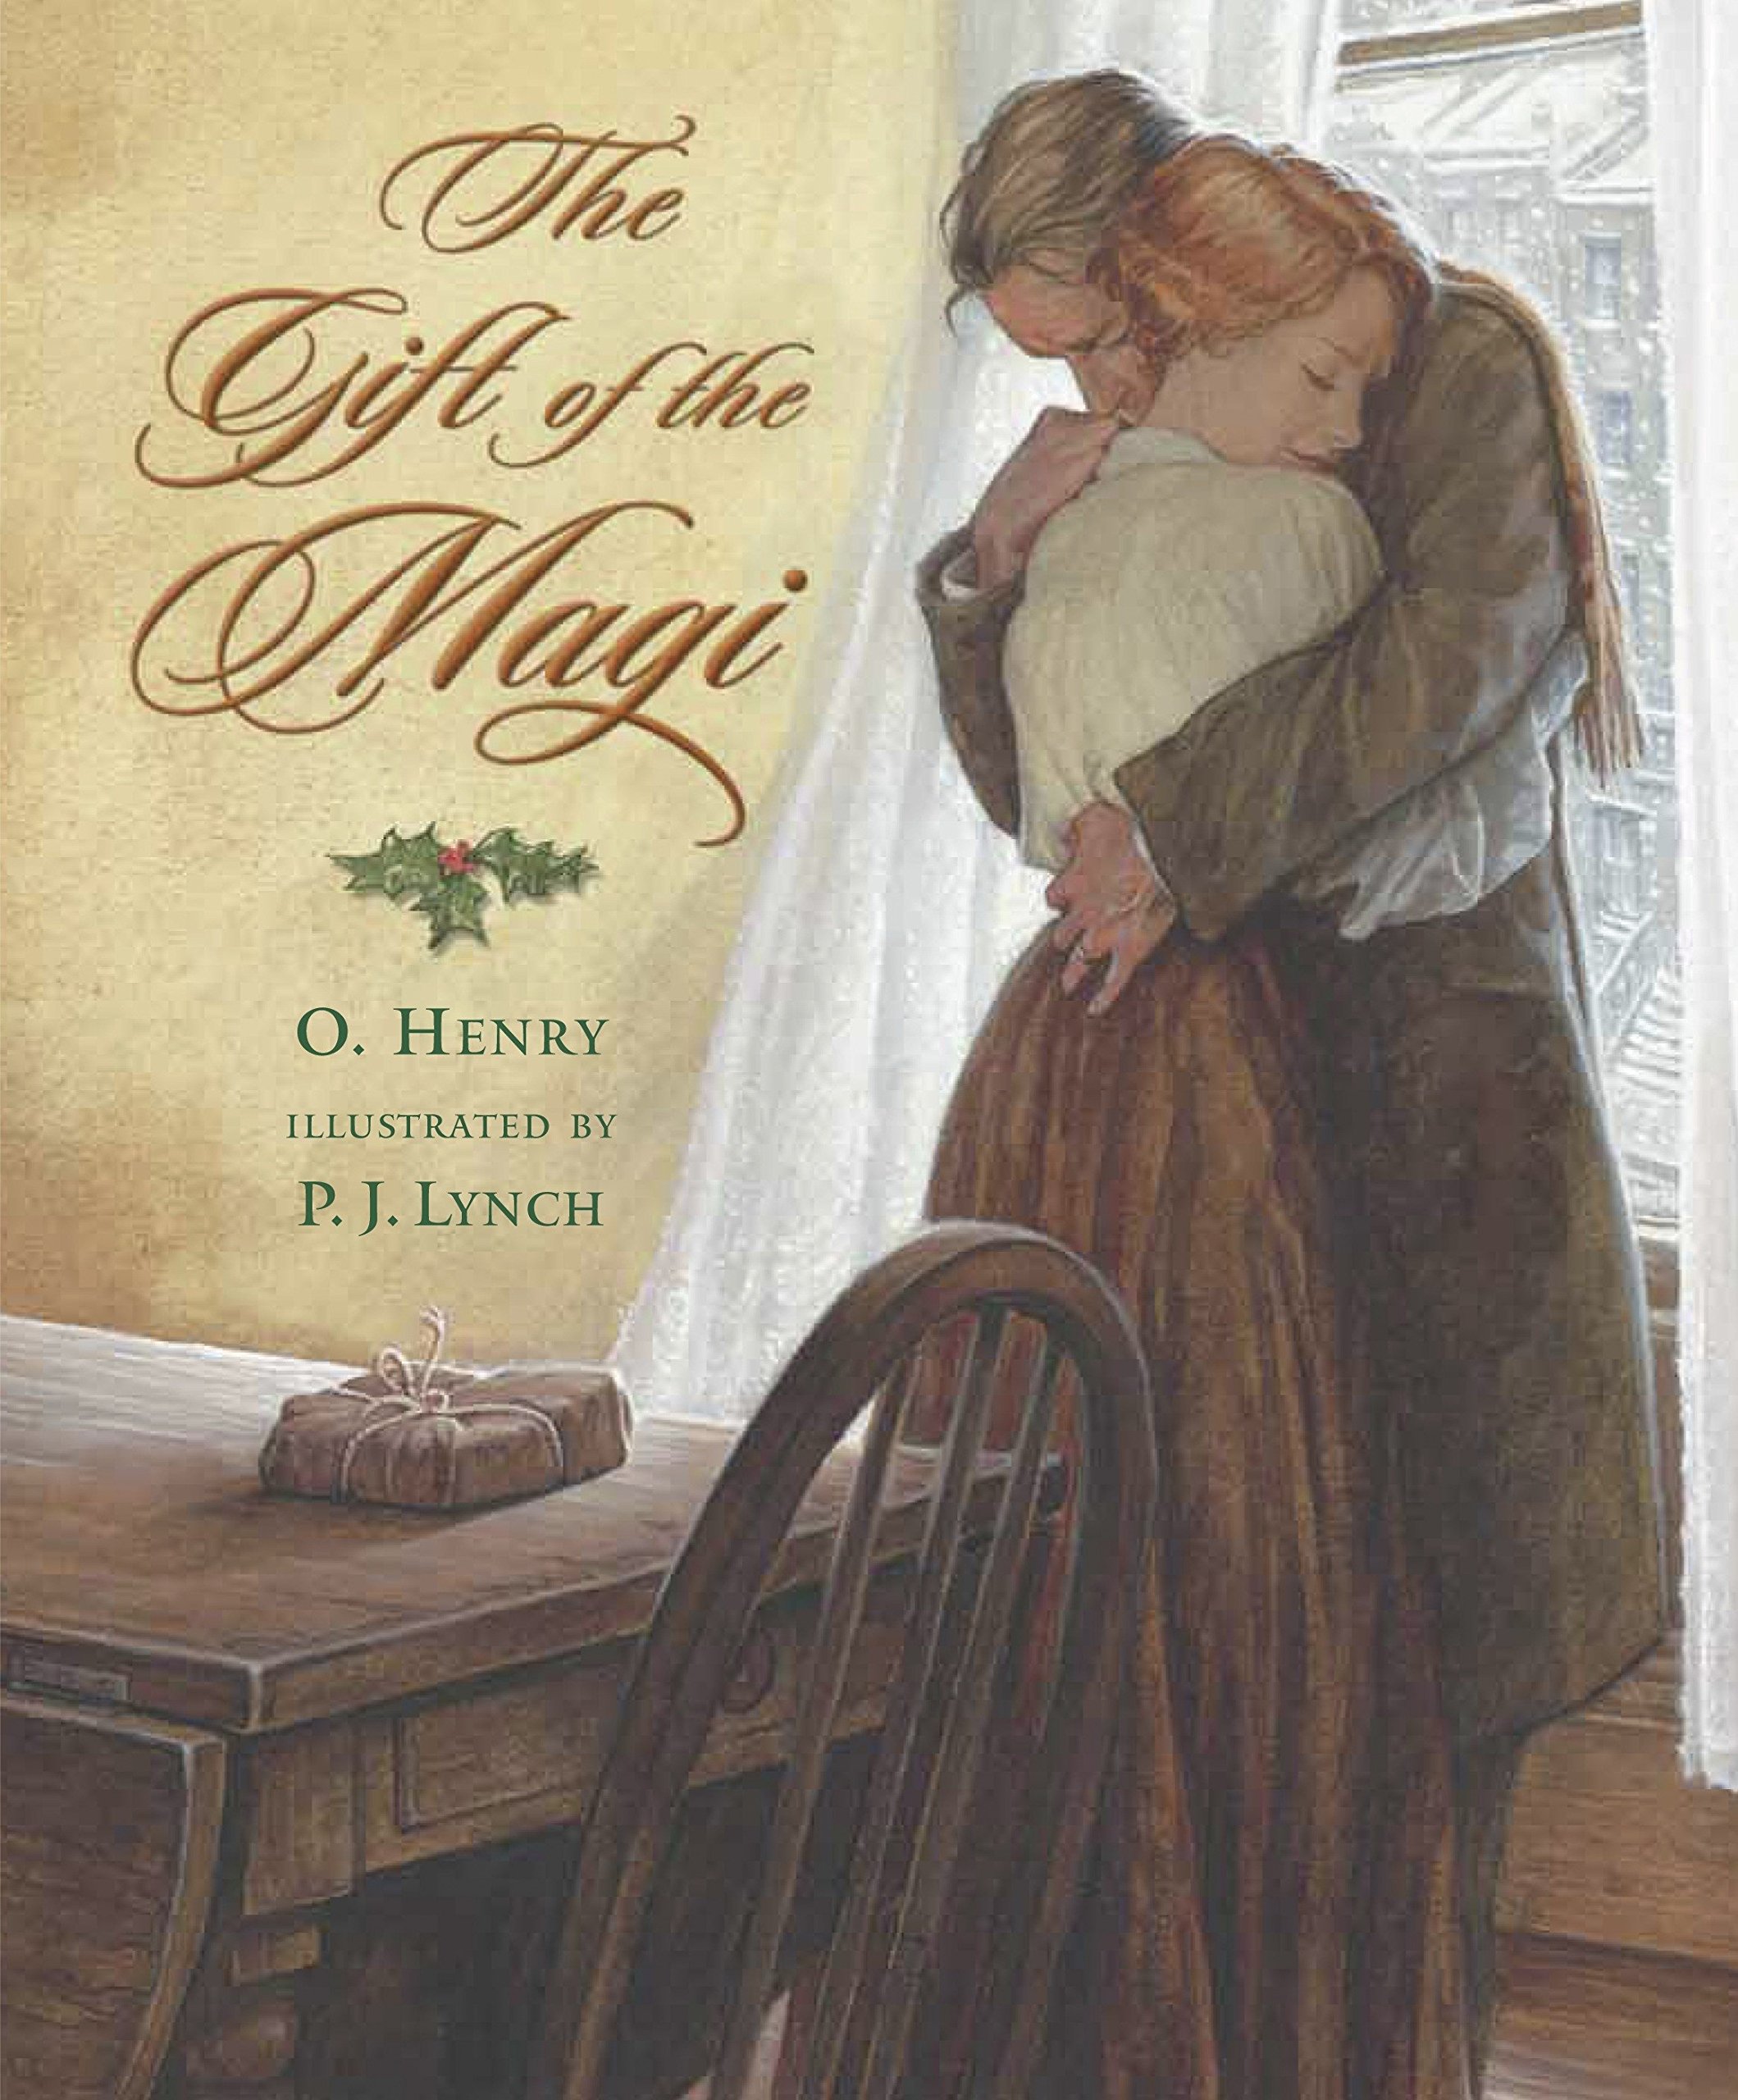 The
Gift of the
Magi
O. HENRY
ILLUSTRATED BY
P. J. LYNCH